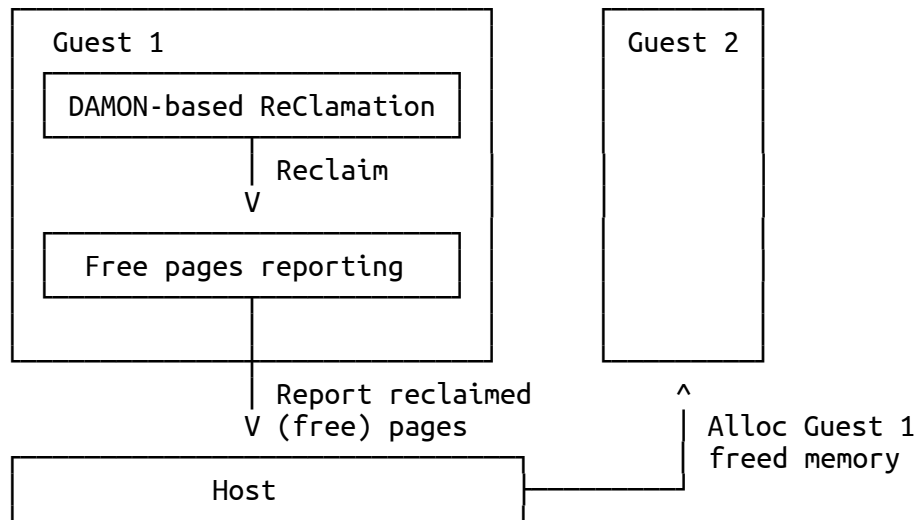 Guest 1
Guest 2
DAMON-based ReClamation
Reclaim
V
Free pages reporting
Report reclaimed
V (free) pages
^
Alloc Guest 1
freed memory
Host